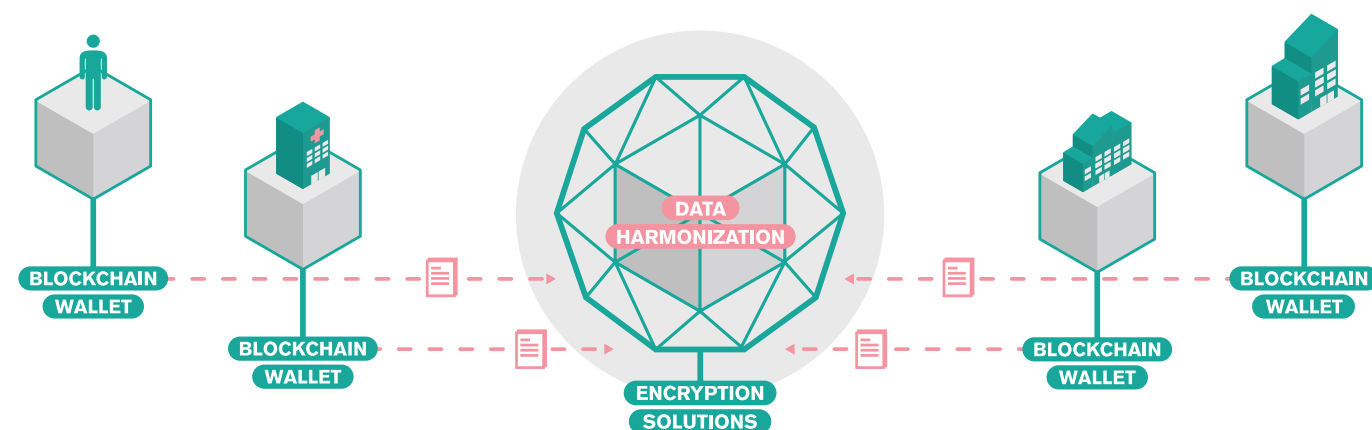 DATA
HARMONIZATION
BLOCKCHAIN
WALLET
BLOCKCHAIN
WALLET
BLOCKCHAIN
WALLET
BLOCKCHAIN
WALLET
ENCRYPTION
SOLUTIONS